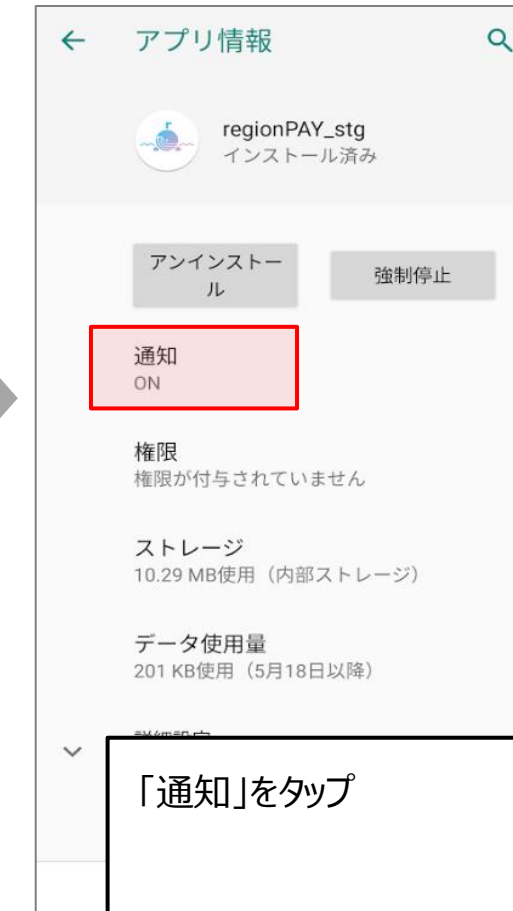 アプリ情報
regionPAY_stg
インストール済み
アンインストー
ル
強制停止
通知
ON
権限
権限が付与されていません
ストレージ
10.29 MB使用（内部ストレージ）
データ使用量
201 KB使用（5月18日以降）
詳細設定
「通知」をタップ